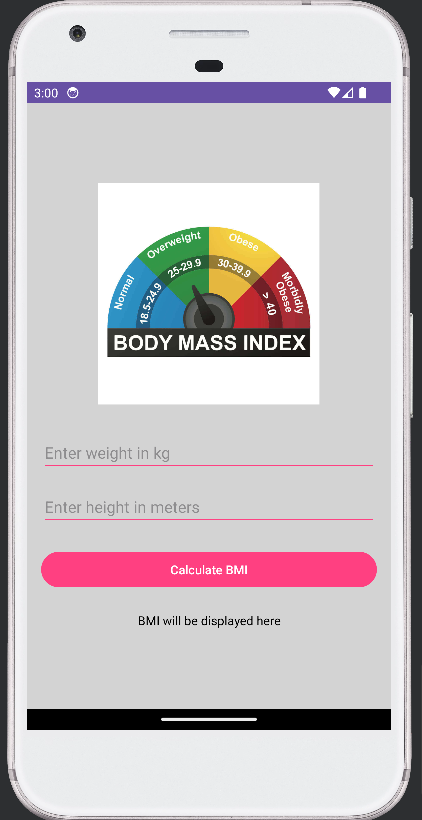 3:00
Normal
Overweight
Obese
Morbidly
Obese
18.5-24.9
25-29.9
30-39.9
> 40
BODY MASS INDEX
Enter weight in kg
Enter height in meters
Calculate BMI
BMI will be displayed here